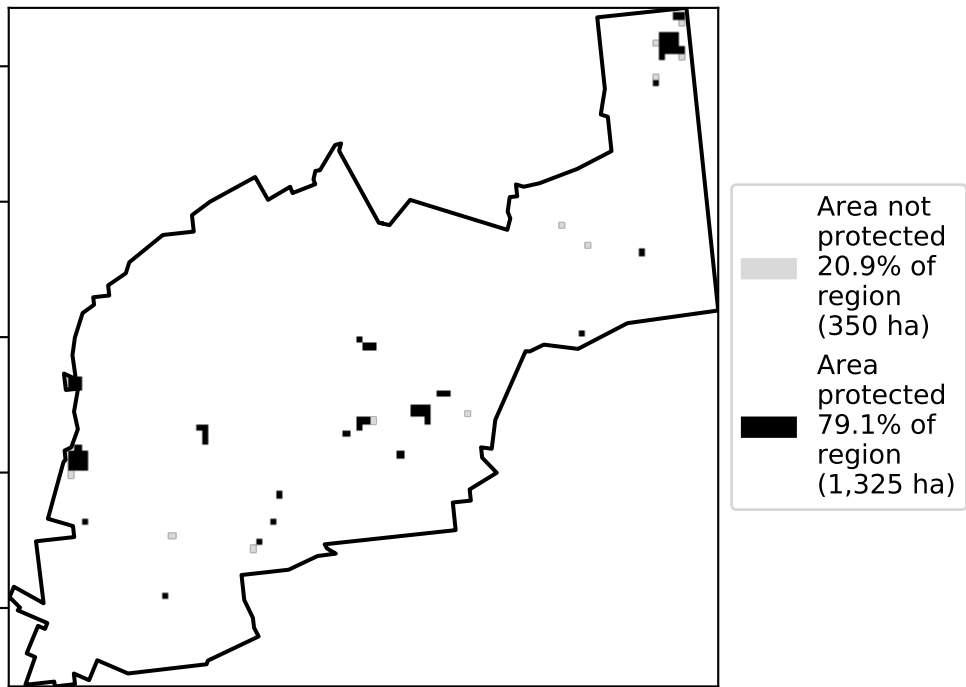 Area not
protected
20.9% of
region
(350 ha)
Area
protected
79.1% of
region
(1,325 ha)